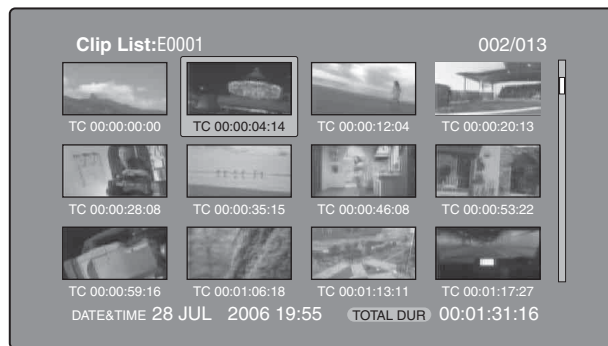 Clip List:E0001 002/013
TC 00:00:00:00 TC 00:00:04:14 TC 00:00:12:04 TC 00:00:20:13
TC 00:00:28:08 TC 00:00:35:15 TC 00:00:46:08 TC 00:00:53:22
TC 00:00:59:16 TC 00:01:06:18 TC 00:01:13:11 TC 00:01:17:27
DATE&TIME 28 JUL 2006 19:55 TOTAL DUR 00:01:31:16